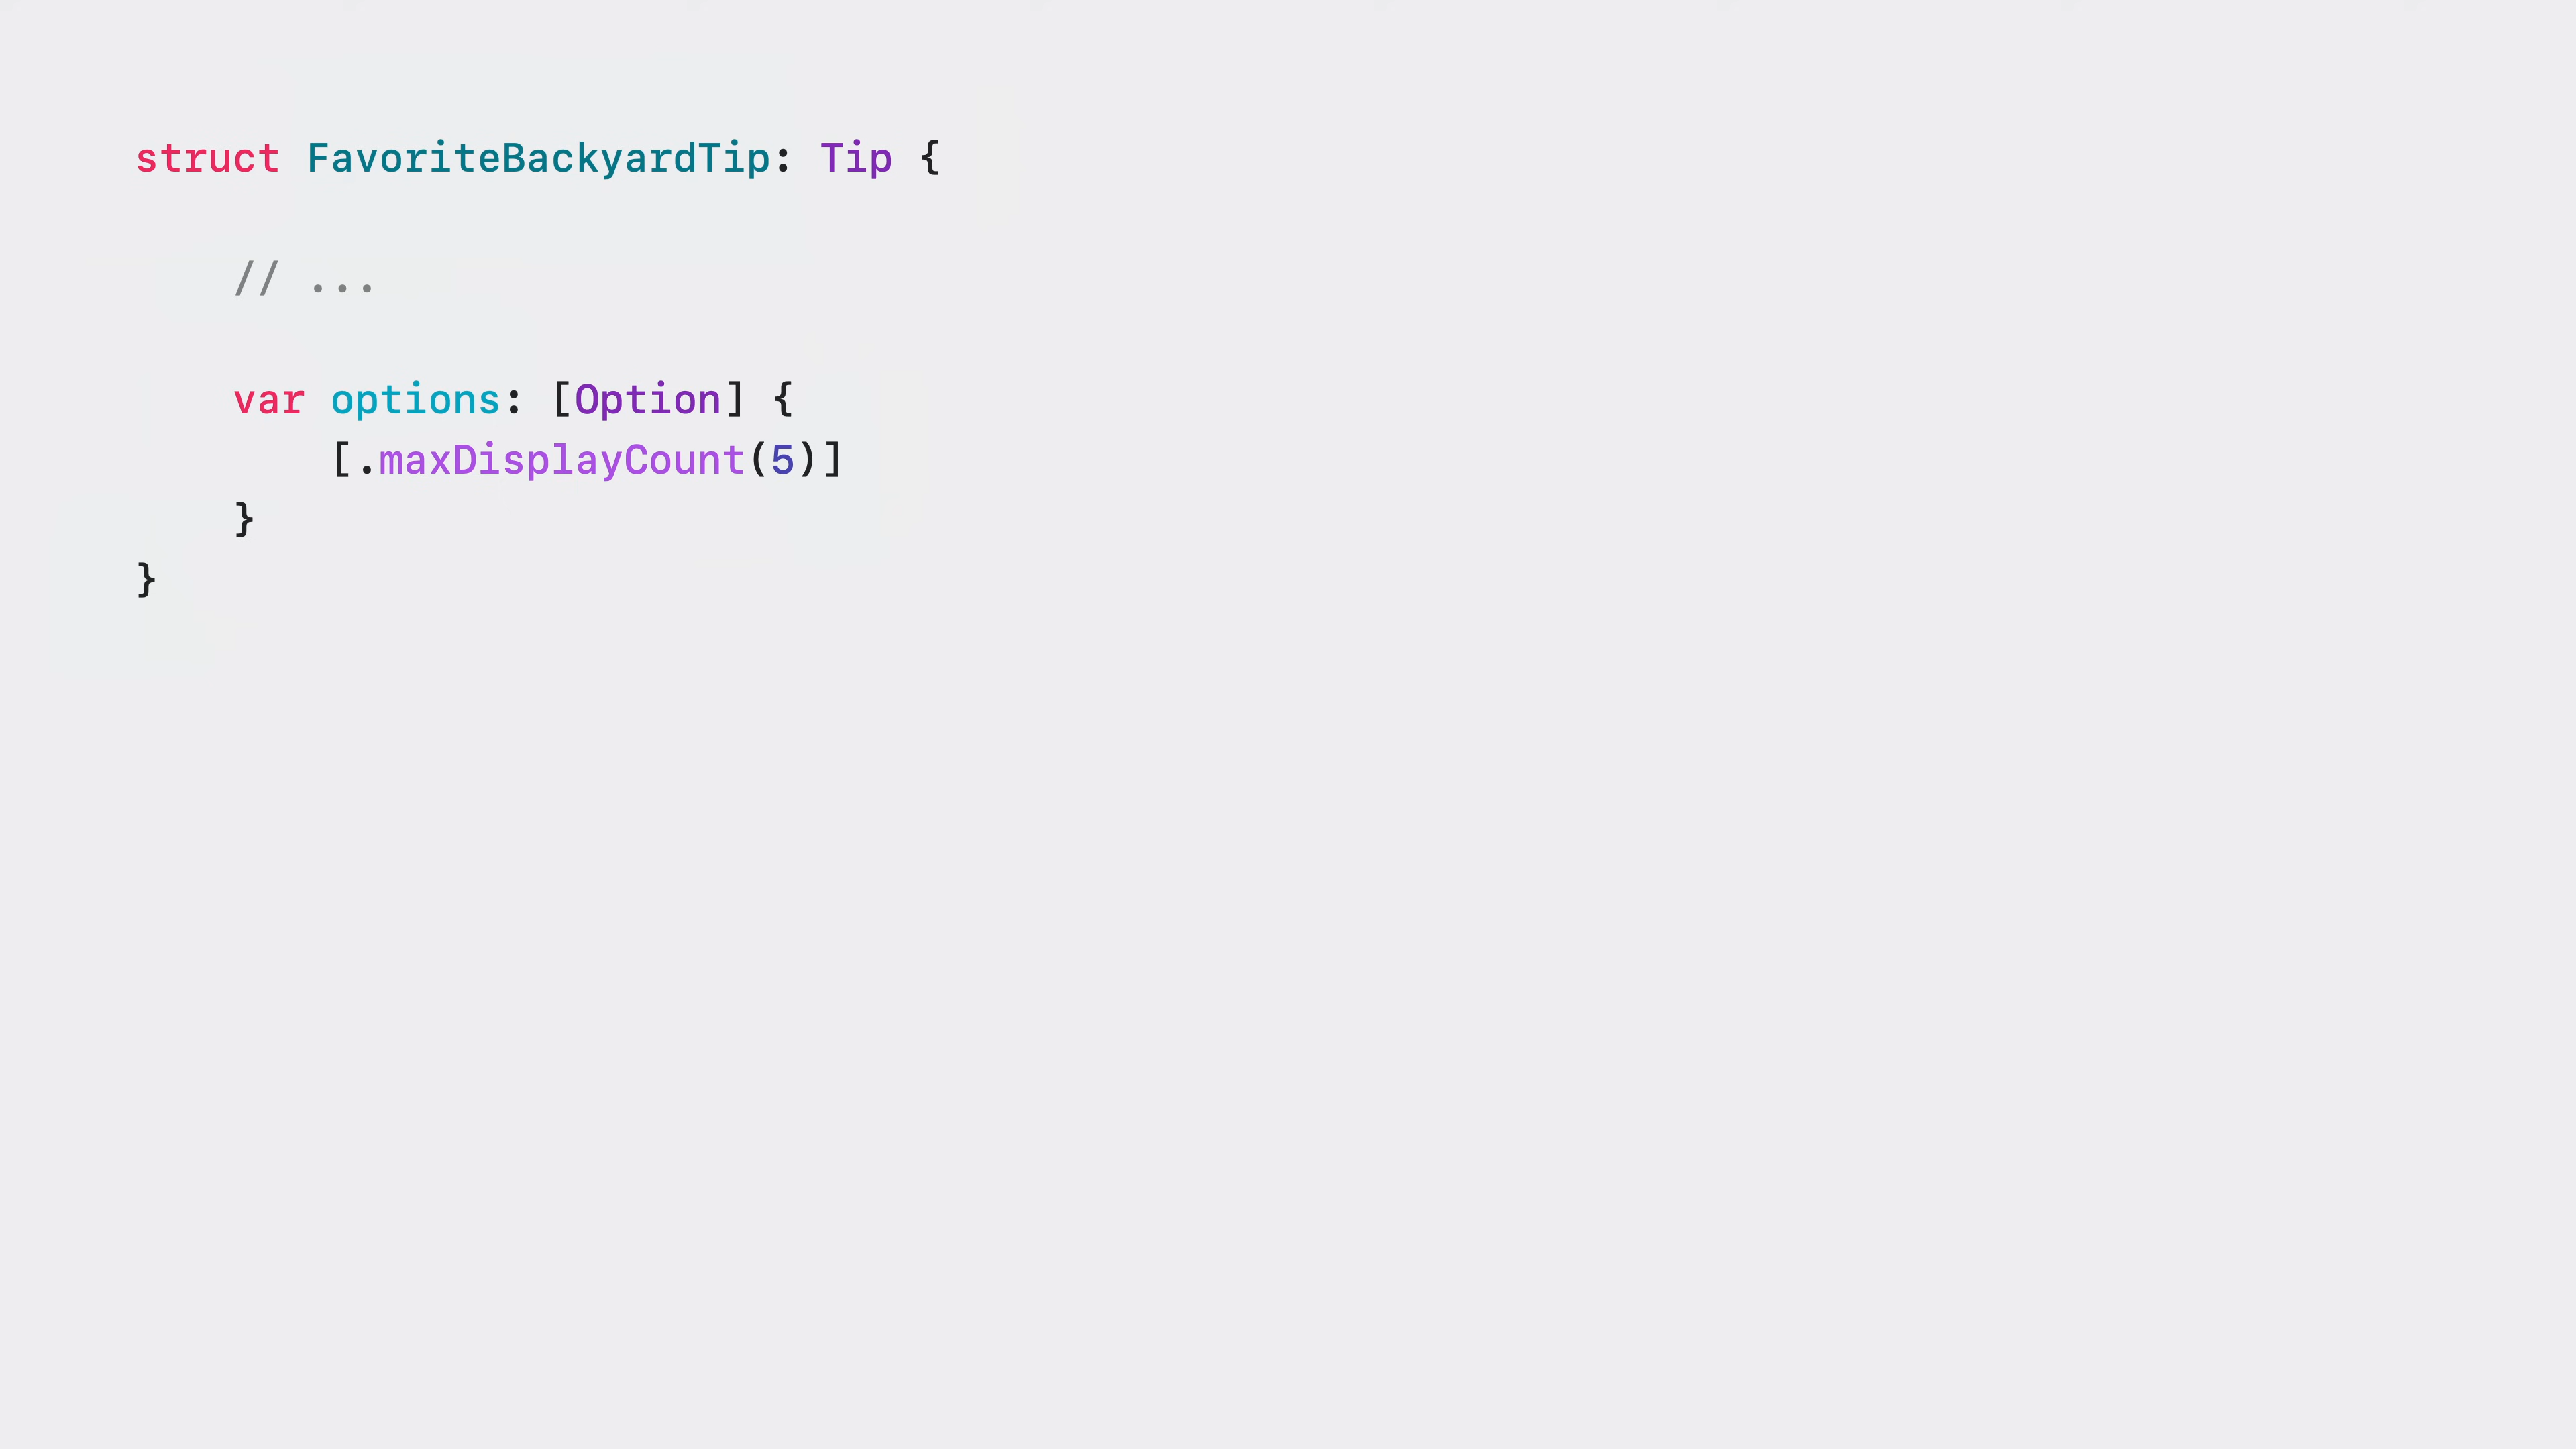 struct FavoriteBackyardTip: Tip {
// ...
var options: [Option] {
[.maxDisplayCount(5)]
}
}